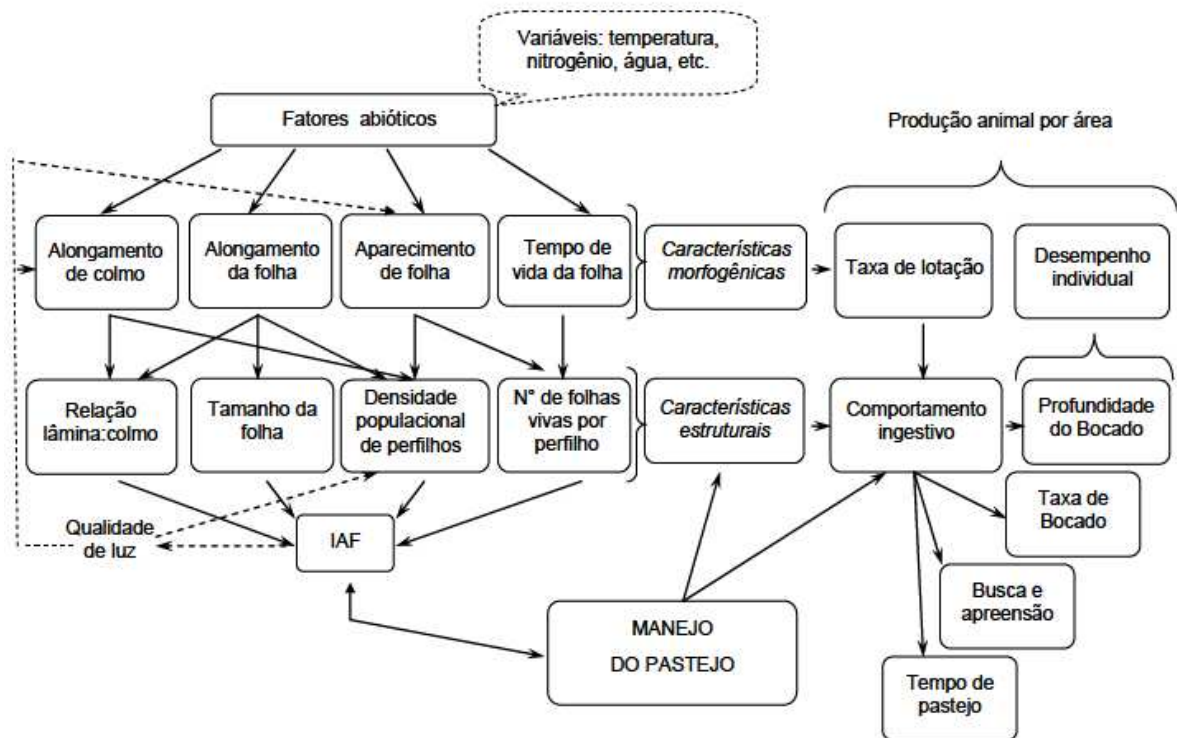 Variáveis: temperatura,
nitrogênio, água, etc.
Fatores abióticos
Produção animal por área
Alongamento
de colmo
Alongamento
da folha
Aparecimento
de folha
Tempo de
vida da folha
Características
morfogênicas
Taxa de lotação
Desempenho
individual
Relação
lâmina:colmo
Tamanho da
folha
Densidade
populacional
de perfilhos
N° de folhas
vivas por
perfilho
Características
estruturais
Comportamento
ingestivo
Profundidade
do Bocado
Taxa de
Bocado
Qualidade
de luz
IAF
Busca e
apreensão
MANEJO
DO PASTEJO
Tempo de
pastejo